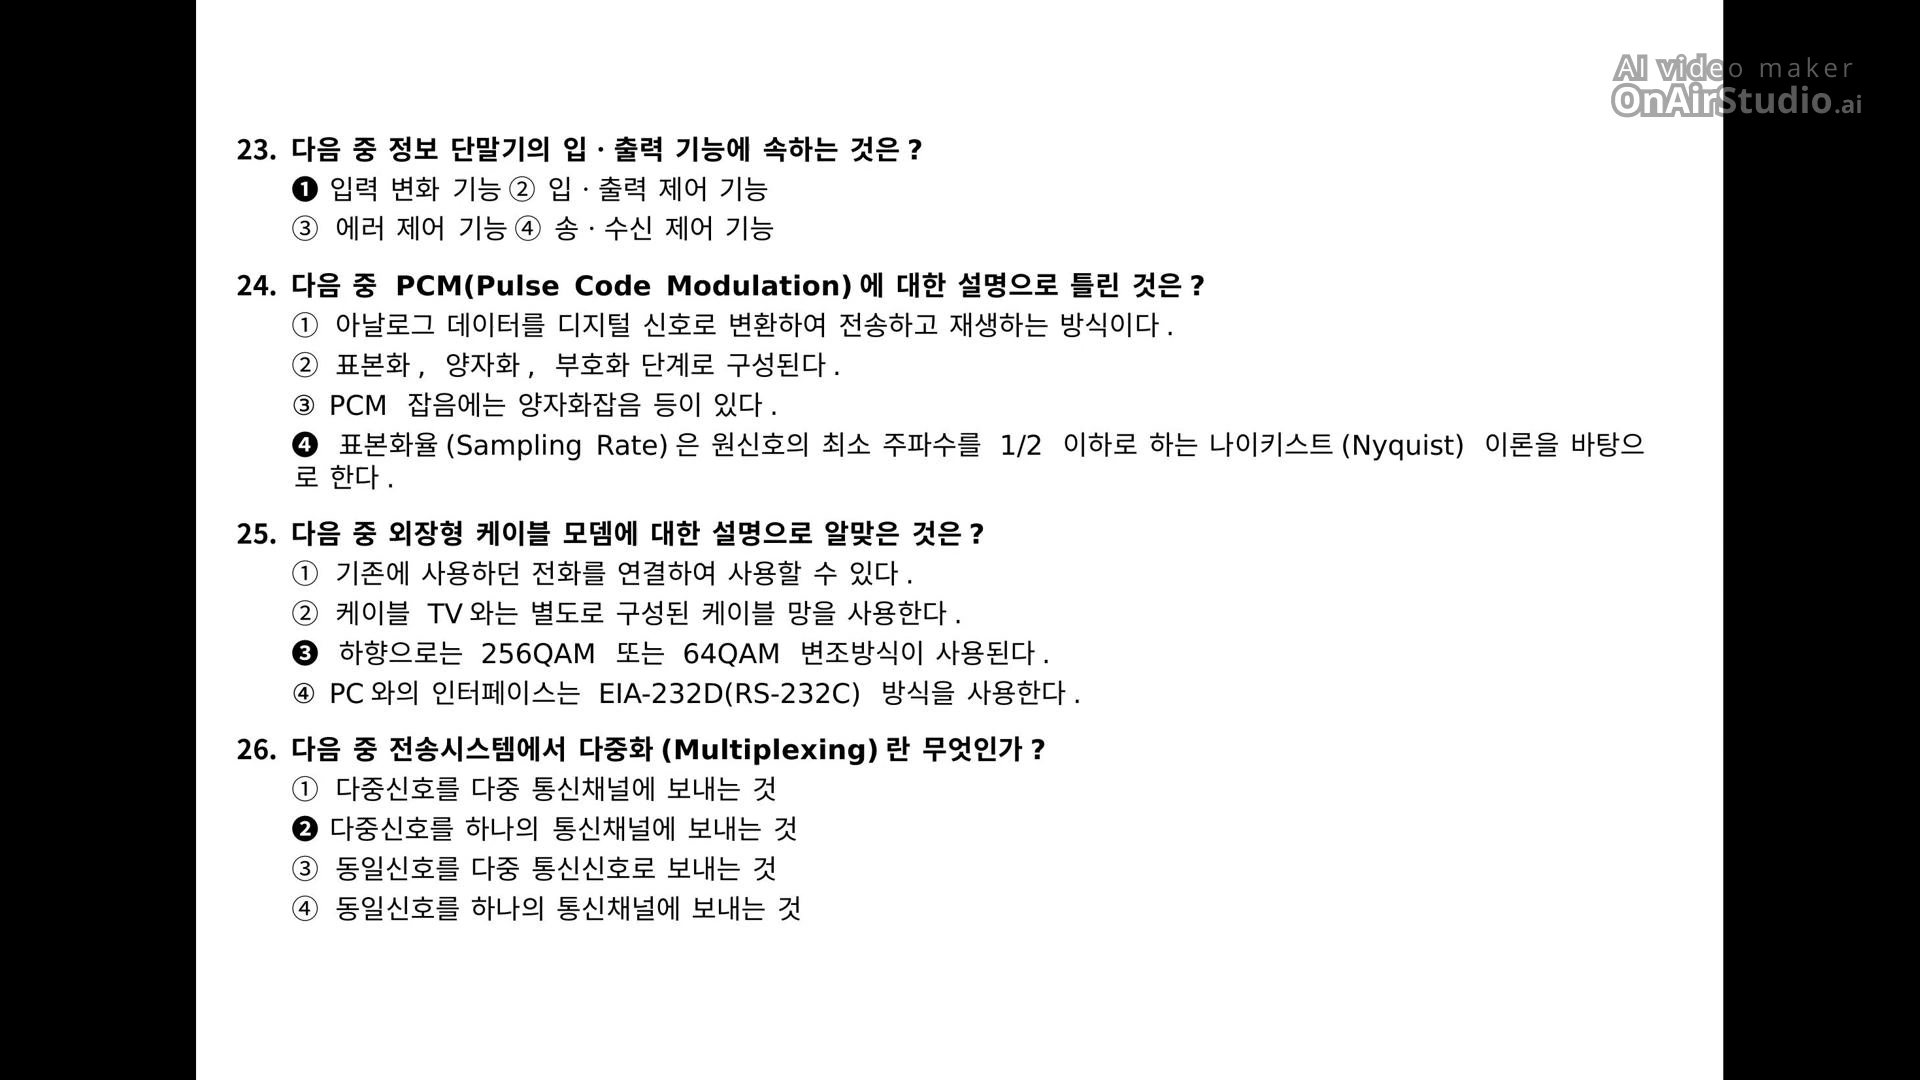 AI video maker
OnAirStudio.ai
23. 다음 중 정보 단말기의 입·출력 기능에 속하는 것은?
❶ 입력 변화 기능 ② 입·출력 제어 기능
③ 에러 제어 기능 ④ 송·수신 제어 기능
24. 다음 중 PCM(Pulse Code Modulation)에 대한 설명으로 틀린 것은?
① 아날로그 데이터를 디지털 신호로 변환하여 전송하고 재생하는 방식이다.
② 표본화, 양자화, 부호화 단계로 구성된다.
③ PCM 잡음에는 양자화잡음 등이 있다.
❹ 표본화율(Sampling Rate)은 원신호의 최소 주파수를 1/2 이하로 하는 나이키스트(Nyquist) 이론을 바탕으
로 한다.
25. 다음 중 외장형 케이블 모뎀에 대한 설명으로 알맞은 것은?
① 기존에 사용하던 전화를 연결하여 사용할 수 있다.
② 케이블 TV와는 별도로 구성된 케이블 망을 사용한다.
❸ 하향으로는 256QAM 또는 64QAM 변조방식이 사용된다.
④ PC와의 인터페이스는 EIA-232D(RS-232C) 방식을 사용한다.
26. 다음 중 전송시스템에서 다중화(Multiplexing)란 무엇인가?
① 다중신호를 다중 통신채널에 보내는 것
❷ 다중신호를 하나의 통신채널에 보내는 것
③ 동일신호를 다중 통신신호로 보내는 것
④ 동일신호를 하나의 통신채널에 보내는 것